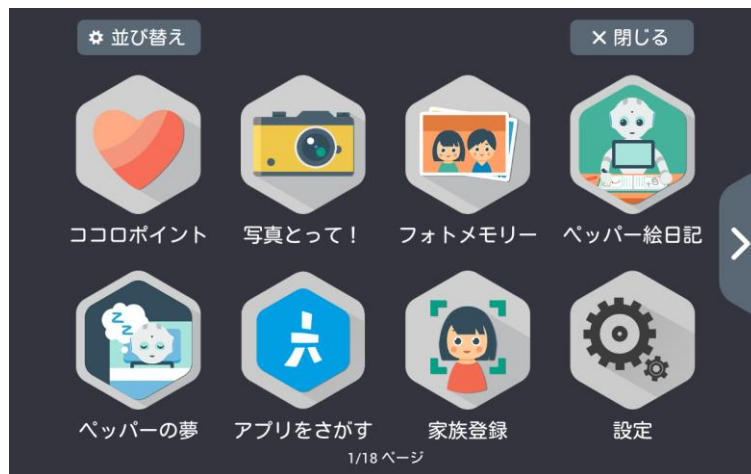 並び替え
閉じる
ココロポイント
写真とって！
フォトメモリー
ペッパー絵日記
zz
ペッパーの夢
アプリをさがす
家族登録
設定
1/18 ページ